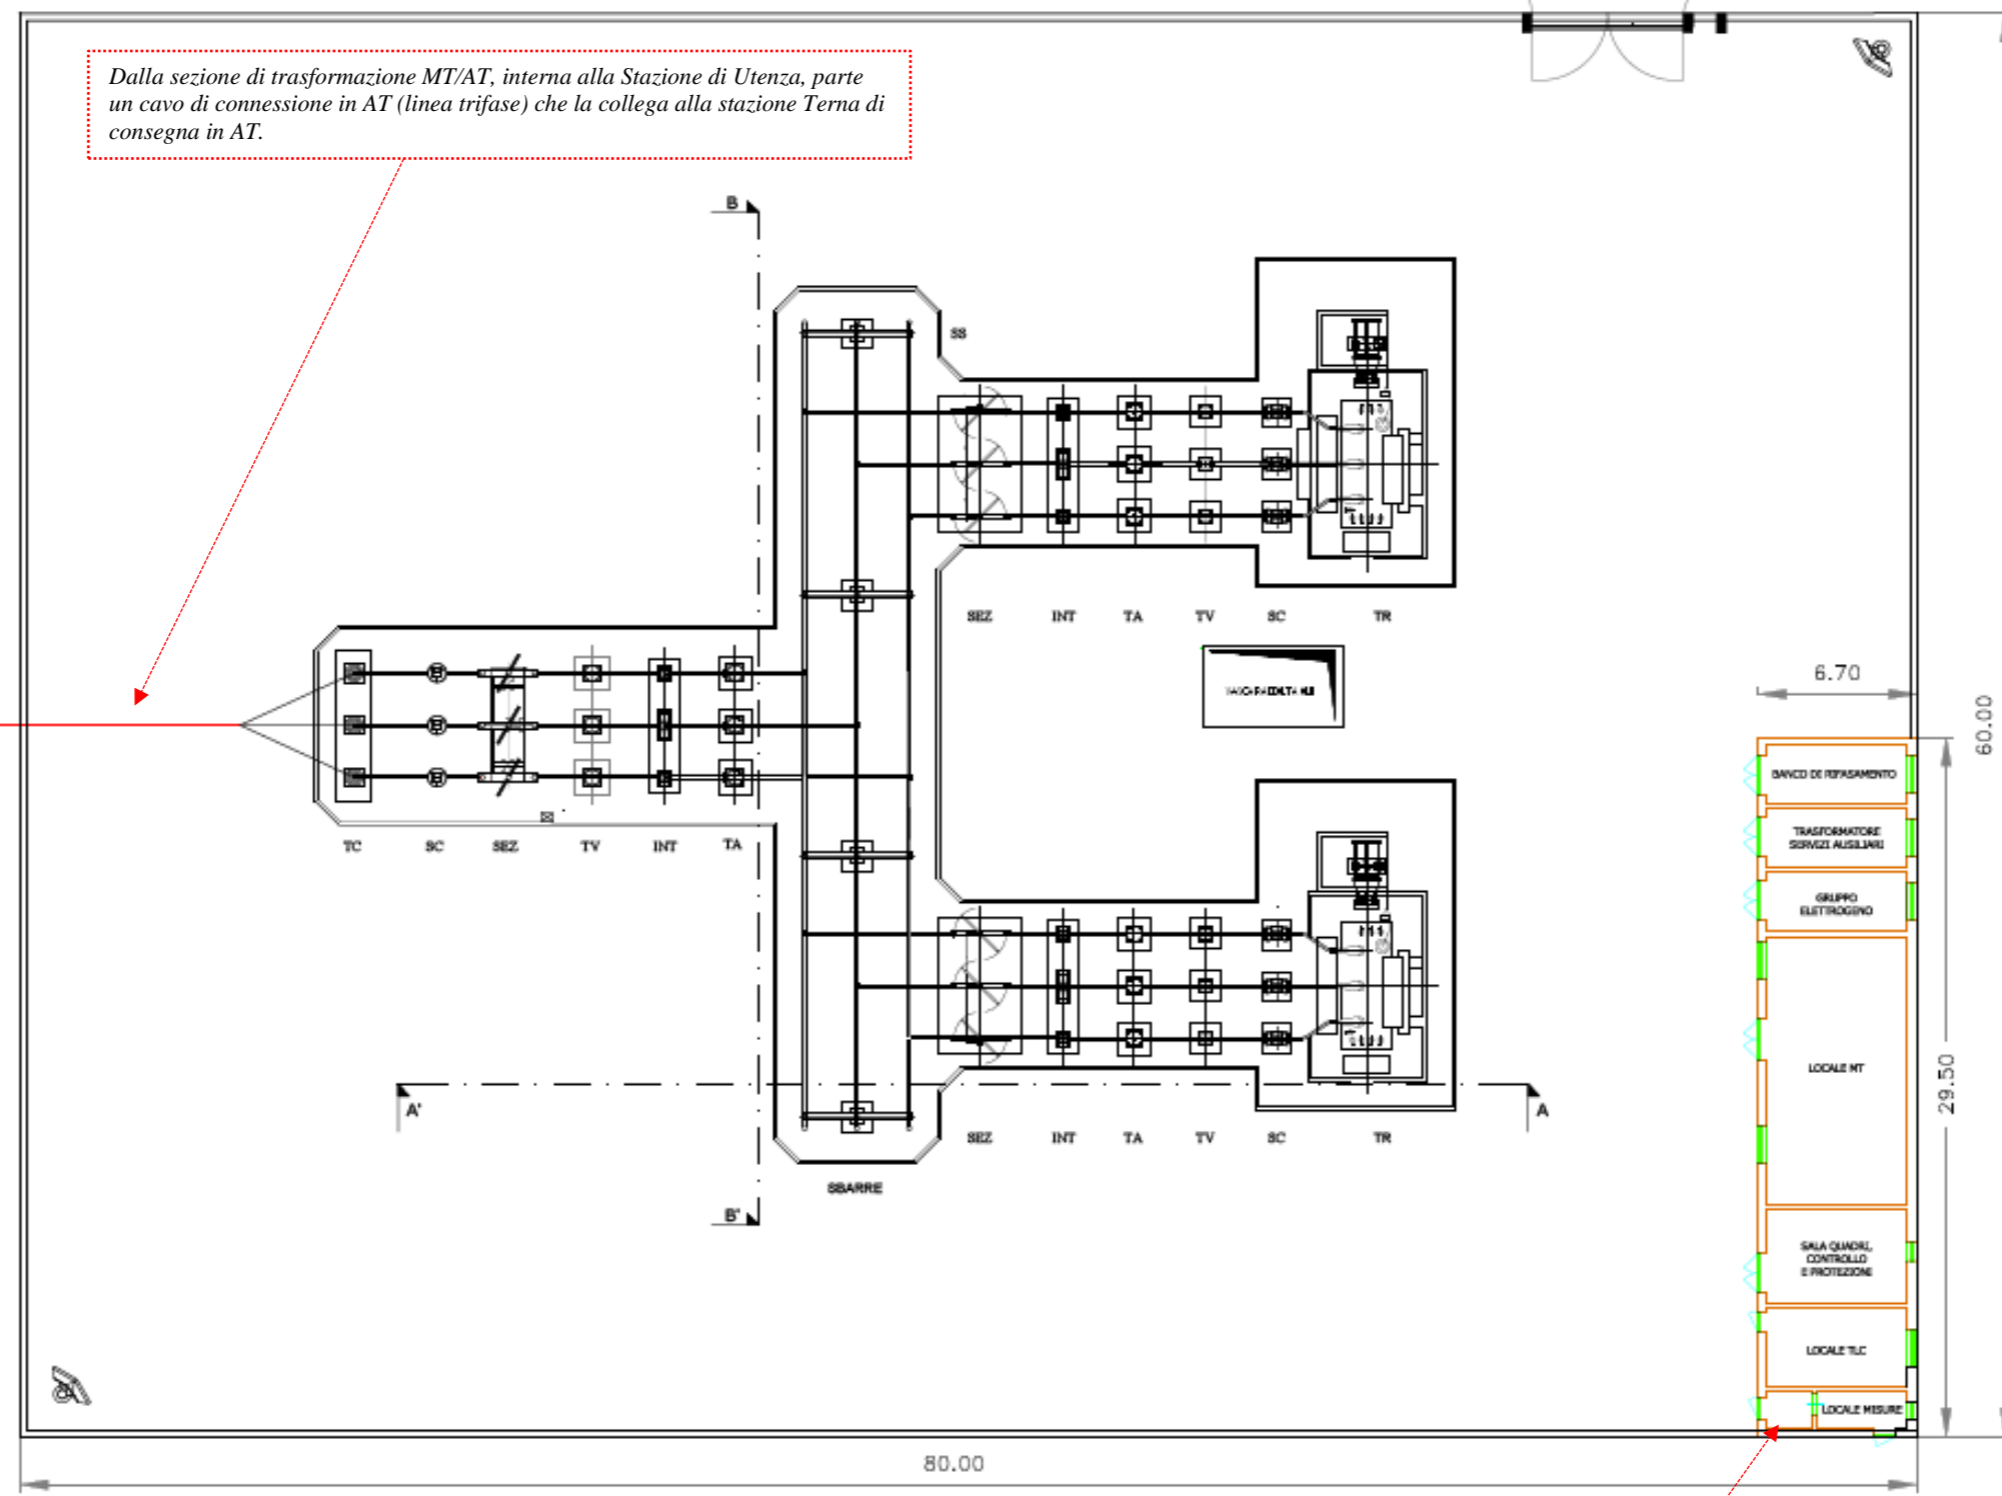 Dalla sezione di trasformazione MT/AT, interna alla Stazione di Utenza, parte
un cavo di connessione in AT (linea trifase) che la collega alla stazione Terna di
consegna in AT.
B
SS
SEZ INT TA TV SC TR
6.70
60.00
BANCO DI RIFASAMENTO
TRASFORMATORE
SERVIZI AUSILIARI
TC SC SEZ TV INT TA
GRUPPO
ELETTROGENO
LOCALE MT
29.50
A' A
SEZ INT TA TV SC TR
SBARRE
B'
SALA QUADRI,
CONTROLLO
E PROTEZIONE
LOCALE TLC
LOCALE MISURE
80.00